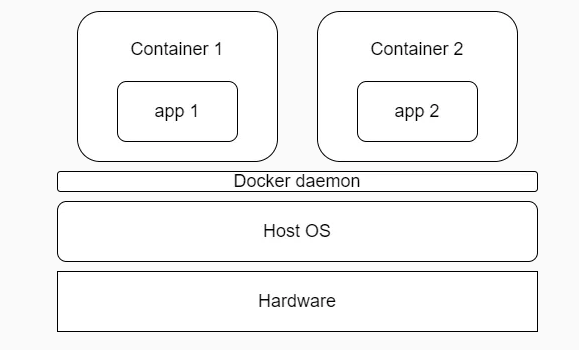 Container 1
Container 2
app 1
app 2
Docker daemon
Host OS
Hardware